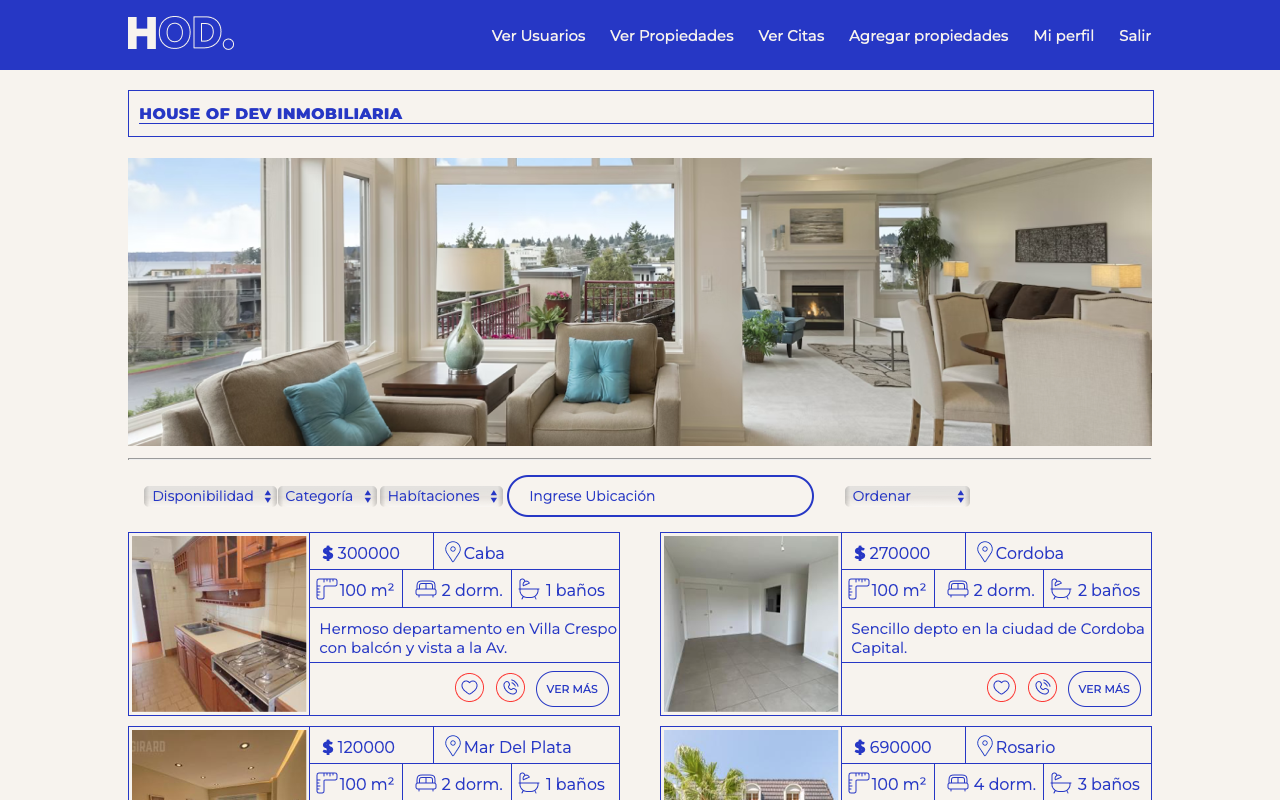 HOD.
Ver Usuarios Ver Propiedades Ver Citas Agregar propiedades Mi perfil Salir
HOUSE OF DEV INMOBILIARIA
Disponibilidad Categoría Habítaciones Ingrese Ubicación Ordenar
$ 300000 Caba
100 m² 2 dorm. 1 baños
Hermoso departamento en Villa Crespo
con balcón y vista a la Av.
VER MÁS
$ 270000 Cordoba
100 m² 2 dorm. 2 baños
Sencillo depto en la ciudad de Cordoba
Capital.
VER MÁS
GIRARD
$ 120000 Mar Del Plata
100 m² 2 dorm. 1 baños
$ 690000 Rosario
100 m² 4 dorm. 3 baños